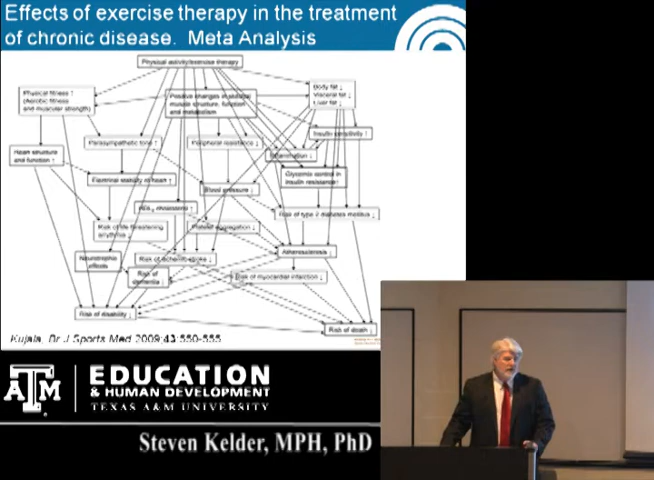 Effects of exercise therapy in the treatment
of chronic disease. Meta Analysis
Physical activity/exercise therapy
Physical fitness ↑
(Aerobic fitness
and muscular strength)
Positive changes in skeletal
muscle structure, function
and metabolism
Body fat ↓
Visceral fat ↓
Liver fat ↓
Insulin sensitivity ↑
Heart structure
and function ↑
Parasympathetic tone ↑
Peripheral resistance ↓
Inflammation ↓
Electrical stability of heart ↑
Glycaemic control in
insulin resistance↑
Blood pressure ↓
HDL cholesterol ↑
Risk of type 2 diabetes mellitus ↓
Risk of life threatening
arrhythmia ↓
Platelet aggregation ↓
Atherosclerosis ↓
Neurotrophic
effects
Risk of ischemic stroke ↓
Risk of
dementia ↓
Risk of myocardial infarction ↓
Risk of disability ↓
Risk of death ↓
Kujala, Br J Sports Med 2009;43:550-555
ATM
EDUCATION
& HUMAN DEVELOPMENT
TEXAS A&M UNIVERSITY
Steven Kelder, MPH, PhD